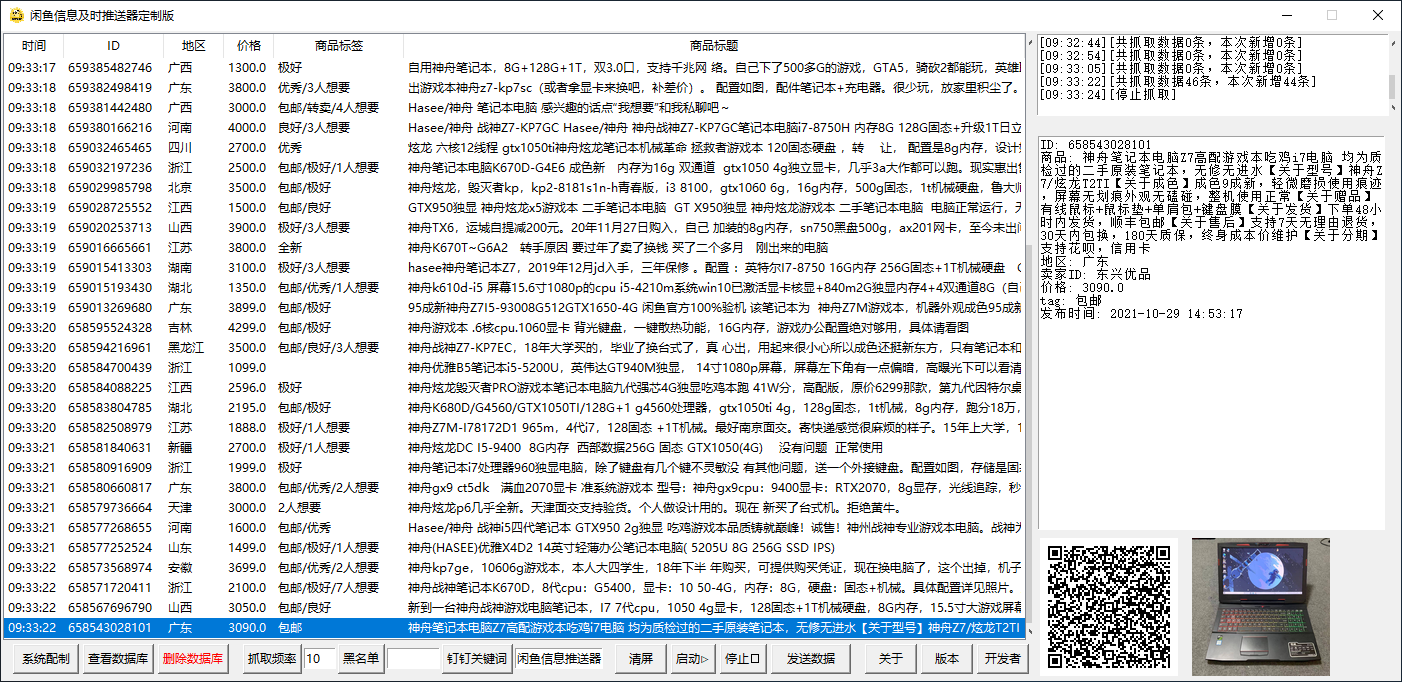 闲鱼信息及时推送器定制版
时间 ID 地区 价格 商品标签 商品标题
09:33:17 659385482746 广西 1300.0 极好 自用神舟笔记本，8G+128G+1T，双3.0口，支持千兆网 络。自己下了500多G的游戏，GTA5，骑砍2都能玩，英雄
09:33:18 659382498419 广东 3800.0 优秀/3人想要 出游戏本神舟z7-kp7sc（或者拿显卡来换吧，补差价）。 配置如图，配件笔记本+充电器。很少玩，放家里积尘了。
09:33:18 659381442480 广西 3000.0 包邮/转卖/4人想要 Hasee/神舟 笔记本电脑 感兴趣的话点“我想要”和我私聊吧～
09:33:18 659380166216 河南 4000.0 良好/3人想要 Hasee/神舟 战神Z7-KP7GC Hasee/神舟 神舟战神Z7-KP7GC笔记本电脑i7-8750H 内存8G 128G固态+升级1T日立
09:33:18 659032465465 四川 2700.0 优秀 炫龙 六核12线程 gtx1050ti神舟炫龙笔记本机械革命 拯救者游戏本 120固态硬盘 ，转 让， 配置是8g内存，设计
09:33:19 659032197236 浙江 2500.0 包邮/极好/1人想要 神舟笔记本电脑K670D-G4E6 成色新 内存为16g 双通道 gtx1050 4g独立显卡，几乎3a大作都可以跑。现实惠出售
09:33:19 659029985798 北京 3500.0 包邮/极好 神舟炫龙，毁灭者kp，kp2-8181s1n-h青春版，i3 8100，gtx1060 6g，16g内存，500g固态，1t机械硬盘，鲁大师
09:33:19 659028725552 江西 1500.0 包邮/良好 GTX950独显 神舟炫龙x5游戏本 二手笔记本电脑 GT X950独显 神舟炫龙游戏本 二手笔记本电脑 电脑正常运行，无
09:33:19 659020253713 山西 3900.0 极好/3人想要 神舟TX6，运城自提减200元。20年11月27日购入，自己 加装的8g内存，sn750黑盘500g，ax201网卡，至今未出问
09:33:19 659016665661 江苏 3800.0 全新 神舟K670T~G6A2 转手原因 要过年了卖了换钱 买了二个多月 刚出来的电脑
09:33:19 659015413303 湖南 3100.0 极好/3人想要 hasee神舟笔记本Z7，2019年12月jd入手，三年保修 。配置 ：英特尔I7-8750 16G内存 256G固态+1T机械硬盘
09:33:19 659015193430 湖北 1350.0 包邮/优秀/1人想要 神舟k610d-i5 屏幕15.6寸1080p的cpu i5-4210m系统win10已激活显卡核显+840m2G独显内存4+4双通道8G（自
09:33:19 659013269680 广东 3899.0 包邮/极好 95成新神舟Z7I5-93008G512GTX1650-4G 闲鱼官方100%验机 该笔记本为 神舟Z7M游戏本，机器外观成色95成新
09:33:20 658595524328 吉林 4299.0 包邮/极好 神舟游戏本 .6核cpu.1060显卡 背光键盘，一键散热功能，16G内存，游戏办公配置绝对够用，具体请看图
09:33:20 658594216961 黑龙江 3500.0 包邮/良好/3人想要 神舟战神Z7-KP7EC，18年大学买的，毕业了换台式了，真 心出，用起来很小心所以成色还挺新东方，只有笔记本和
09:33:20 658584700439 浙江 1099.0 神舟优雅B5笔记本i5-5200U，英伟达GT940M独显， 14寸1080p屏幕，屏幕左下角有一点偏暗，高曝光下可以看清
09:33:20 658584088225 江西 2596.0 极好 神舟炫龙毁灭者PRO游戏本笔记本电脑九代强芯4G独显吃鸡本跑 41W分，高配版，原价6299那款，第九代因特尔桌
09:33:20 658583804785 湖北 2195.0 包邮/极好 神舟K680D/G4560/GTX1050TI/128G+1 g4560处理器，gtx1050ti 4g，128g固态，1t机械，8g内存，跑分18万，
09:33:20 658582508979 江苏 1888.0 极好/1人想要 神舟Z7M-I78172D1 965m，4代i7，128固态 +1T机械。最好南京面交。寄快递感觉很麻烦的样子。15年上大学，1
09:33:21 658581840631 新疆 2700.0 极好/1人想要 神舟炫龙DC I5-9400 8G内存 西部数据256G 固态 GTX1050(4G) 没有问题 正常使用
09:33:21 658580916909 浙江 1999.0 极好 神舟笔记本i7处理器960独显电脑，除了键盘有几个键不灵敏没 有其他问题，送一个外接键盘。配置如图，存储是固
09:33:21 658580660817 广东 3800.0 包邮/优秀/2人想要 神舟gx9 ct5dk 满血2070显卡 准系统游戏本 型号：神舟gx9cpu：9400显卡：RTX2070，8g显存，光线追踪，秒
09:33:21 658579736664 天津 3000.0 2人想要 神舟炫龙p6几乎全新。天津面交支持验货。个人做设计用的。现在 新买了台式机。拒绝黄牛。
09:33:21 658577268655 河南 1600.0 包邮/优秀 Hasee/神舟 战神i5四代笔记本 GTX950 2g独显 吃鸡游戏本品质铸就巅峰！诚售！神州战神专业游戏本电脑。战神为
09:33:21 658577252524 山东 1499.0 包邮/极好/1人想要 神舟(HASEE)优雅X4D2 14英寸轻薄办公笔记本电脑( 5205U 8G 256G SSD IPS)
09:33:22 658573568974 安徽 3699.0 包邮/优秀/2人想要 神舟kp7ge，10606g游戏本，本人大四学生，18年下半 年购买，可提供购买凭证，现在换电脑了，这个出掉，机子
09:33:22 658571720411 浙江 2100.0 包邮/极好/7人想要 神舟战神笔记本K670D，8代cpu：G5400，显卡：10 50-4G，内存：8G，硬盘：固态+机械。具体配置详见照片。
09:33:22 658567696790 山西 3050.0 包邮/良好 新到一台神舟战神游戏电脑笔记本，I7 7代cpu，1050 4g显卡，128固态+1T机械硬盘，8G内存，15.5寸大游戏屏幕
09:33:22 658543028101 广东 3090.0 包邮 神舟笔记本电脑Z7高配游戏本吃鸡i7电脑 均为质检过的二手原装笔记本，无修无进水【关于型号】神舟Z7/炫龙T2TI
系统配制 查看数据库 删除数据库 抓取频率 10 黑名单 钉钉关键词 闲鱼信息推送器 清屏 启动▷ 停止口 发送数据 关于 版本 开发者
[09:32:44][共抓取数据0条，本次新增0条]
[09:32:54][共抓取数据0条，本次新增0条]
[09:33:05][共抓取数据0条，本次新增0条]
[09:33:22][共抓取数据46条，本次新增44条]
[09:33:24][停止抓取]
ID: 658543028101
商品: 神舟笔记本电脑Z7高配游戏本吃鸡i7电脑 均为质
检过的二手原装笔记本，无修无进水【关于型号】神舟Z
7/炫龙T2TI【关于成色】成色9成新，轻微磨损使用痕迹
，屏幕无划痕外观无磕碰，整机使用正常【关于赠品】
有线鼠标+鼠标垫+单肩包+键盘膜【关于发货】下单48小
时内发货，顺丰包邮【关于售后】支持7天无理由退货，
30天内包换，180天质保，终身成本价维护【关于分期】
支持花呗，信用卡
地区: 广东
卖家ID: 东兴优品
价格: 3090.0
tag: 包邮
发布时间: 2021-10-29 14:53:17